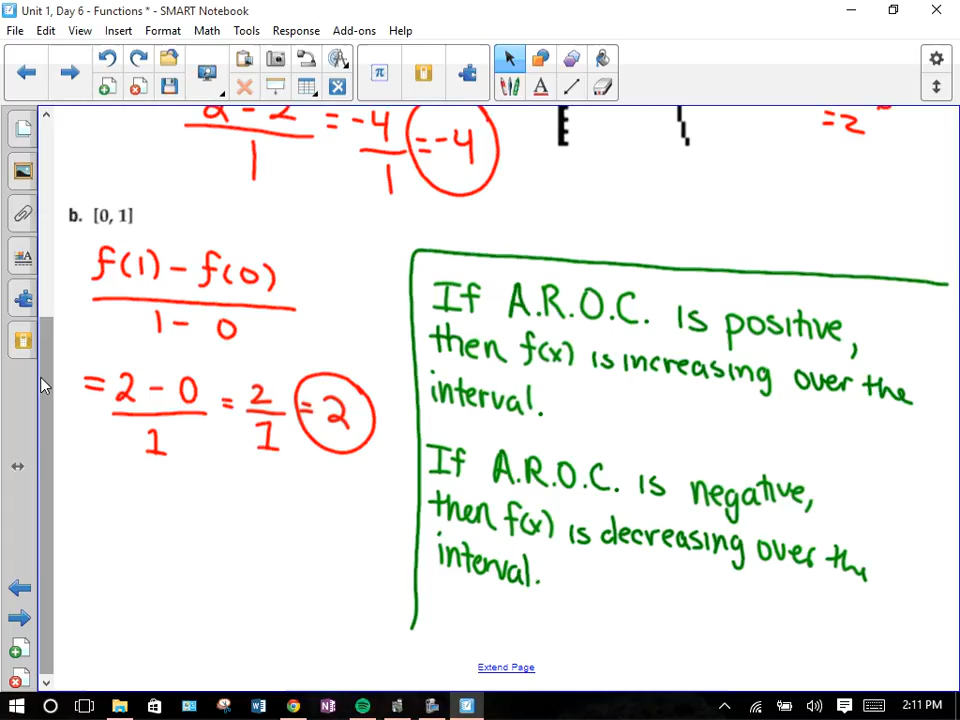 Unit 1, Day 6 - Functions * - SMART Notebook
File Edit View Insert Format Math Tools Response Add-ons Help
- 2 = -4 = -4
1 1
= 2
b. [0, 1]
f(1) - f(0)
1 - 0
= 2 - 0 = 2 = 2
1 1
If A.R.O.C. is positive,
then f(x) is increasing over the
interval.
If A.R.O.C. is negative,
then f(x) is decreasing over the
interval.
Extend Page
2:11 PM